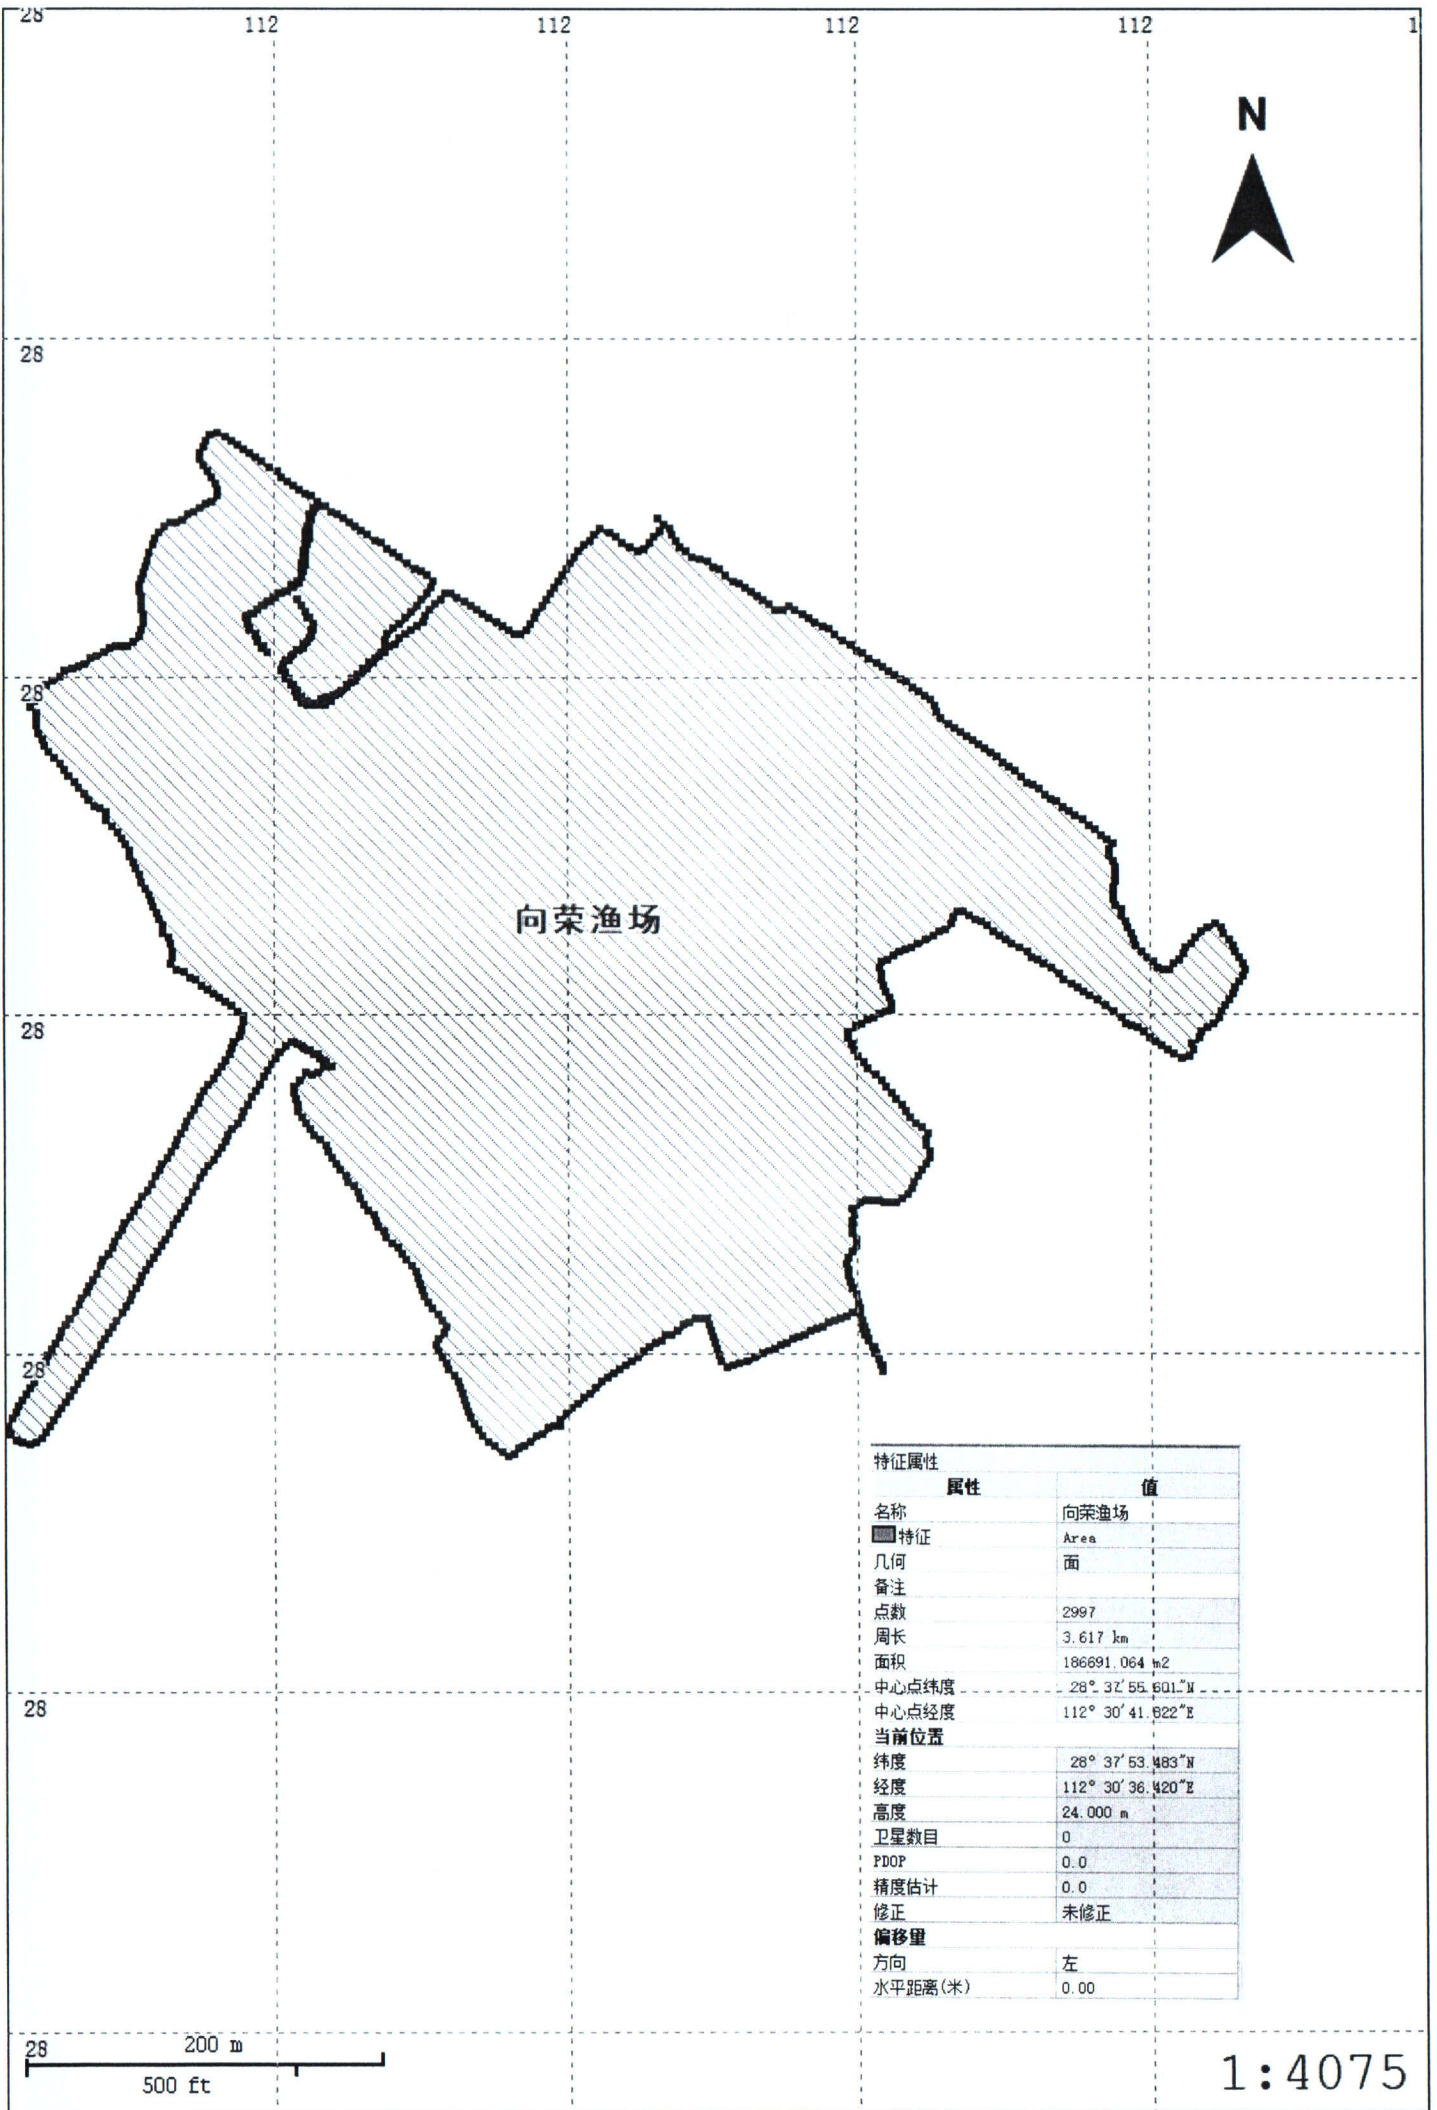 28 112 112 112 112 1
N
28
28
向荣渔场
28
28
特征属性
属性 值
名称 向荣渔场
特征 Area
几何 面
备注
点数 2997
周长 3.617 km
面积 186691.064 m2
28
中心点纬度 28° 37′55.601″N
中心点经度 112° 30′41.822″E
当前位置
纬度 28° 37′53.483″N
经度 112° 30′36.420″E
高度 24.000 m
卫星数目 0
PDOP 0.0
精度估计 0.0
修正 未修正
偏移量
方向 左
水平距离(米) 0.00
28
200 m
500 ft
1:4075